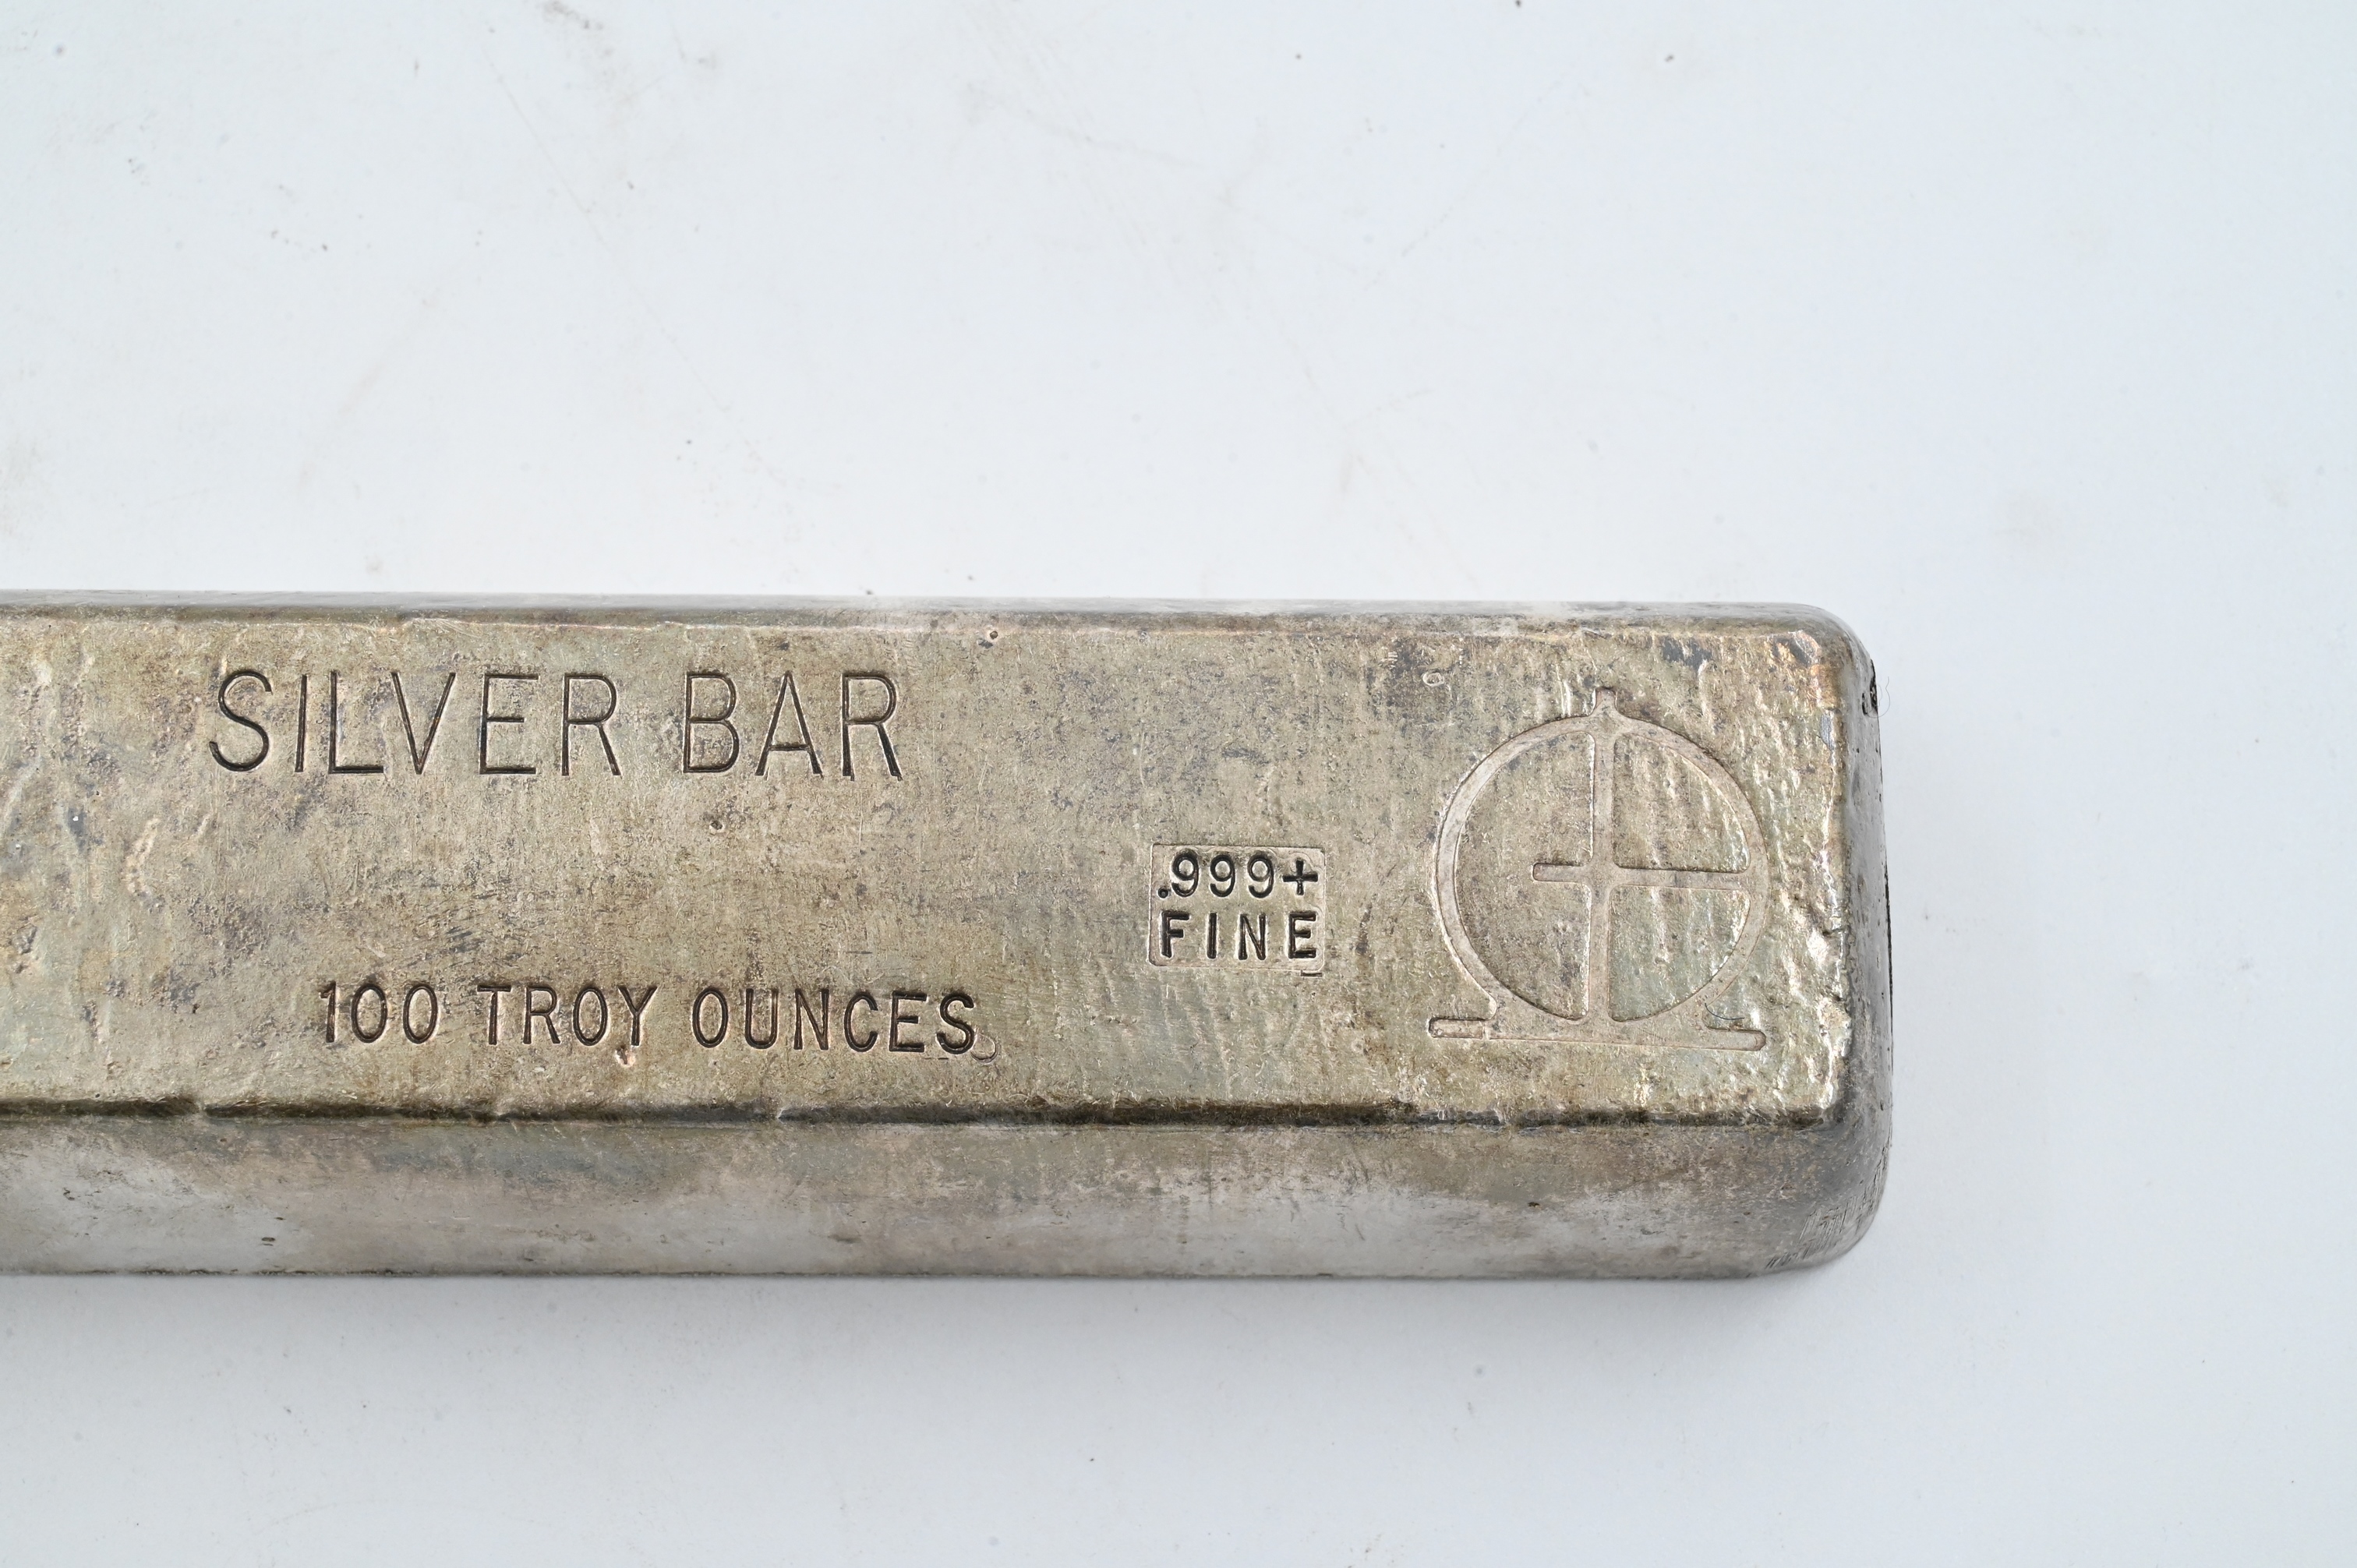 SILVER BAR
.999+
FINE
100 TROY OUNCES